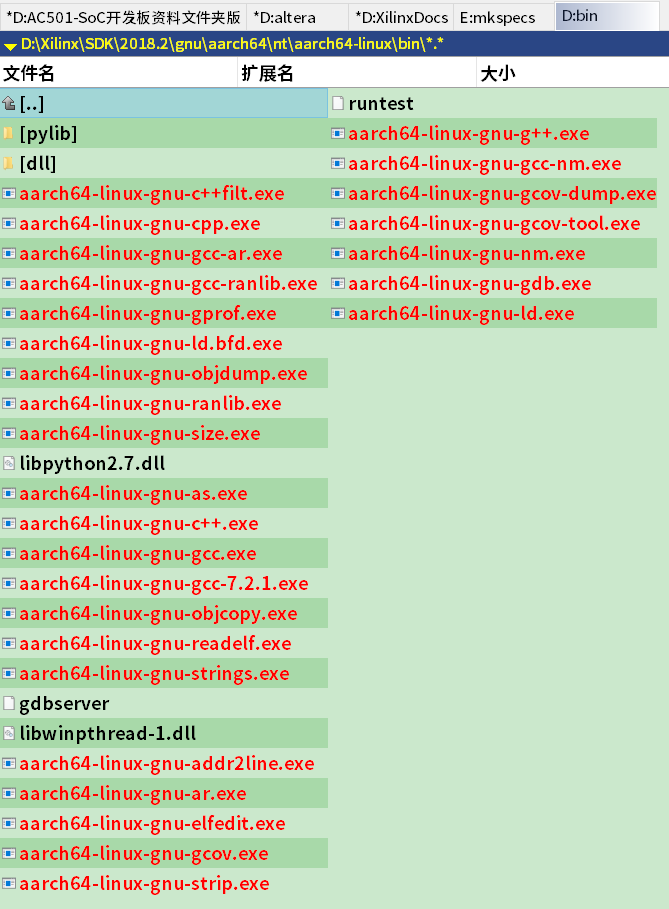 *D:AC501-SoC开发板资料文件夹版 *D:altera *D:XilinxDocs E:mkspecs D:bin
D:\Xilinx\SDK\2018.2\gnu\aarch64\nt\aarch64-linux\bin\*.*
文件名 扩展名 大小
[..]
[pylib]
[dll]
aarch64-linux-gnu-c++filt.exe
aarch64-linux-gnu-cpp.exe
aarch64-linux-gnu-gcc-ar.exe
aarch64-linux-gnu-gcc-ranlib.exe
aarch64-linux-gnu-gprof.exe
aarch64-linux-gnu-ld.bfd.exe
aarch64-linux-gnu-objdump.exe
aarch64-linux-gnu-ranlib.exe
aarch64-linux-gnu-size.exe
libpython2.7.dll
aarch64-linux-gnu-as.exe
aarch64-linux-gnu-c++.exe
aarch64-linux-gnu-gcc.exe
aarch64-linux-gnu-gcc-7.2.1.exe
aarch64-linux-gnu-objcopy.exe
aarch64-linux-gnu-readelf.exe
aarch64-linux-gnu-strings.exe
gdbserver
libwinpthread-1.dll
aarch64-linux-gnu-addr2line.exe
aarch64-linux-gnu-ar.exe
aarch64-linux-gnu-elfedit.exe
aarch64-linux-gnu-gcov.exe
aarch64-linux-gnu-strip.exe
runtest
aarch64-linux-gnu-g++.exe
aarch64-linux-gnu-gcc-nm.exe
aarch64-linux-gnu-gcov-dump.exe
aarch64-linux-gnu-gcov-tool.exe
aarch64-linux-gnu-nm.exe
aarch64-linux-gnu-gdb.exe
aarch64-linux-gnu-ld.exe